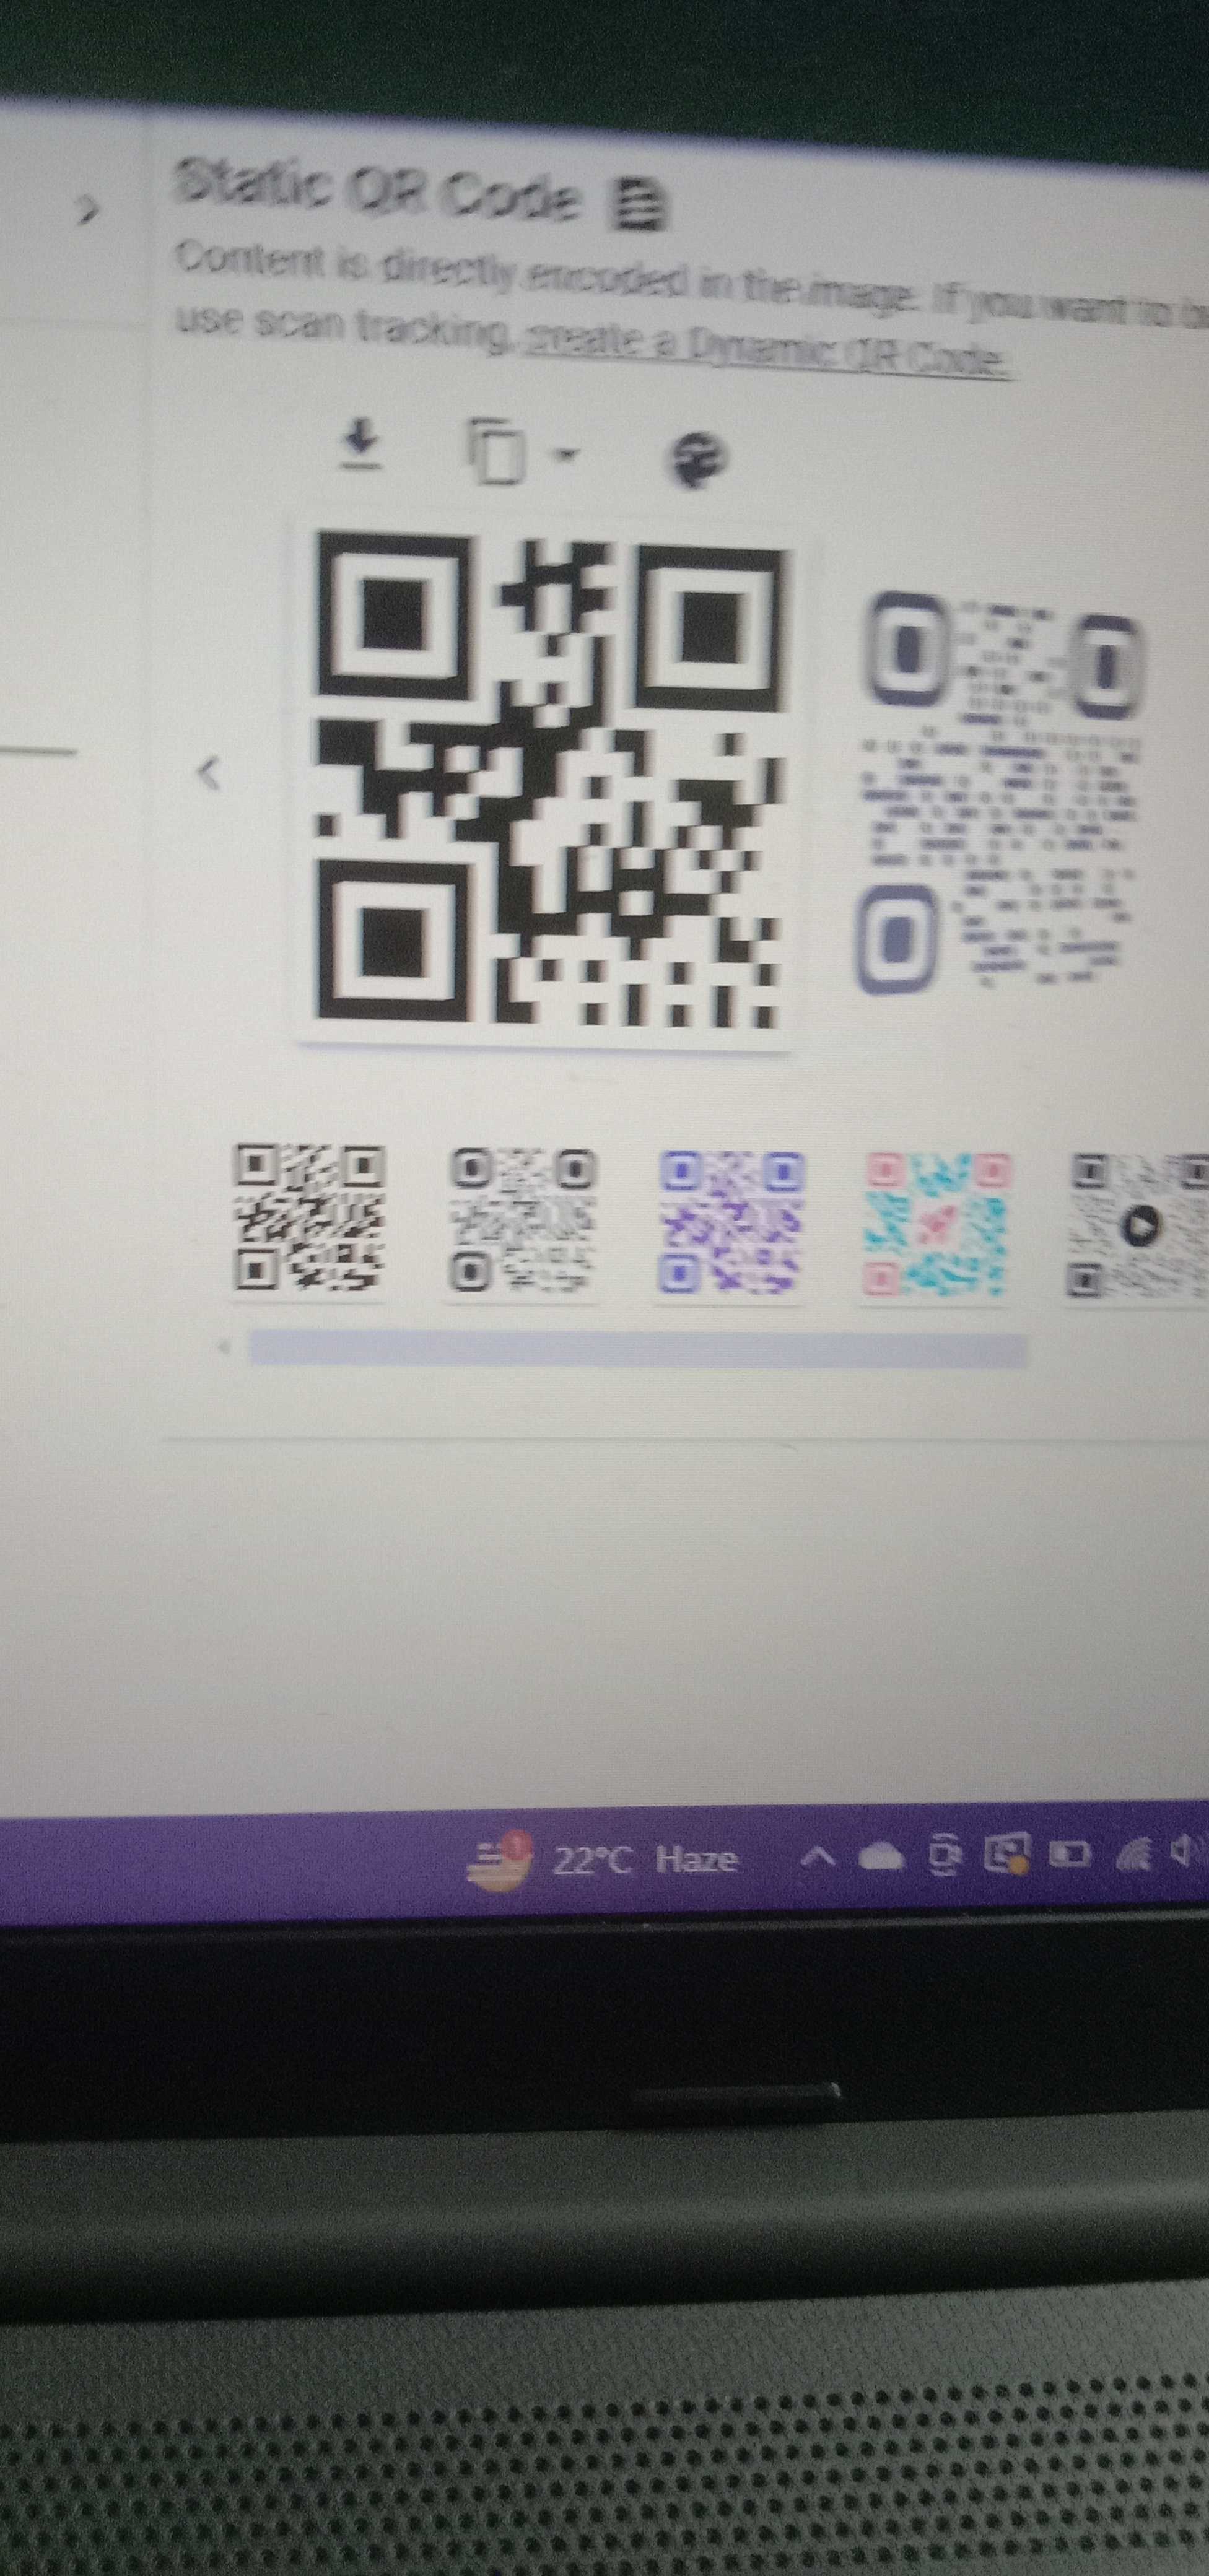 Static QR Code
Content is directly encoded in the image. If you want to
use scan tracking, create a Dynamic QR Code.
22°C Haze